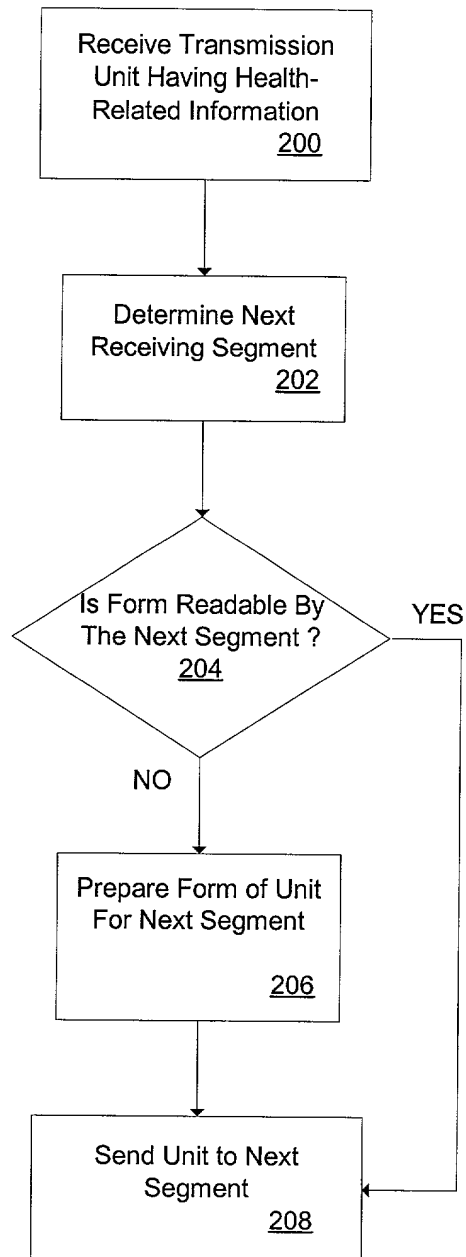 Receive Transmission
Unit Having Health-
Related Information
200
Determine Next
Receiving Segment
202
Is Form Readable By
The Next Segment ?
204
YES
NO
Prepare Form of Unit
For Next Segment
206
Send Unit to Next
Segment
208